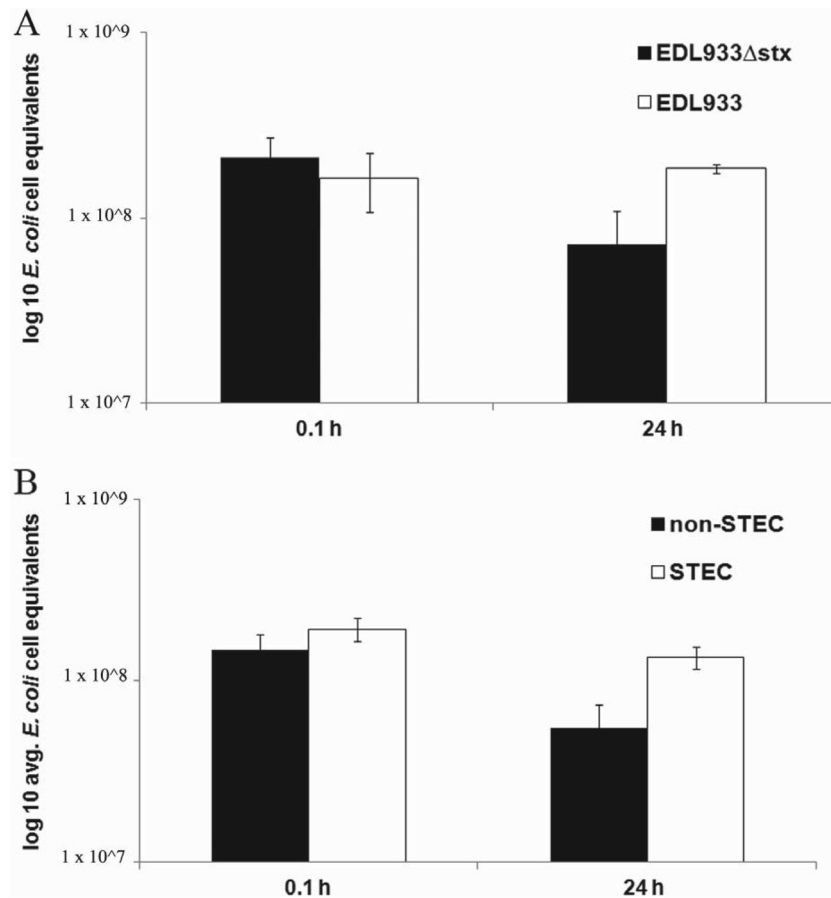 A
log 10 E. coli cell equivalents
1 x 10^9
1 x 10^8
1 x 10^7
EDL933Δstx
EDL933
0.1 h
24 h
B
log 10 avg. E. coli cell equivalents
1 x 10^9
1 x 10^8
1 x 10^7
non-STEC
STEC
0.1 h
24 h